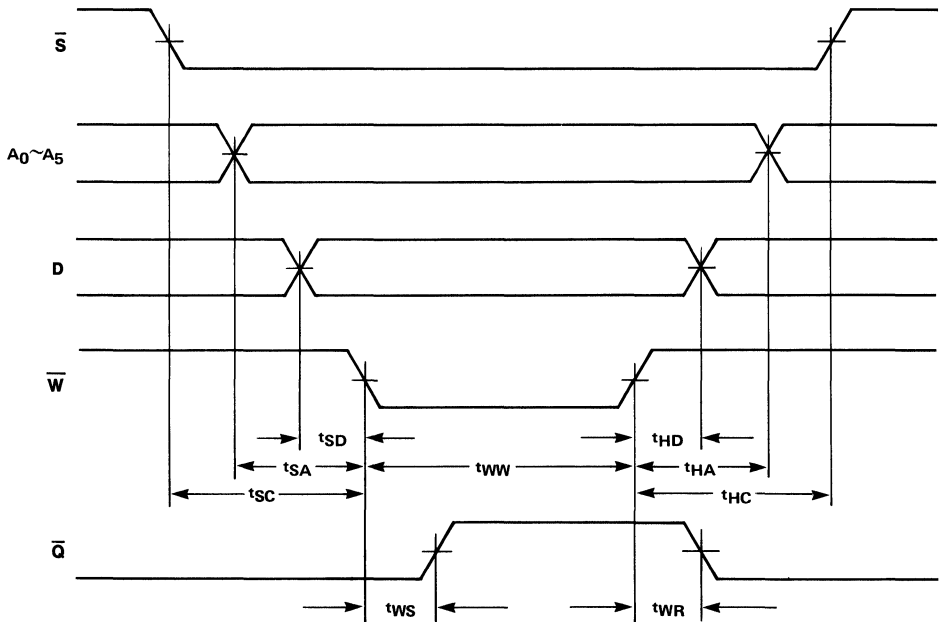 S̅
A₀~A₅
D
W̅
tSD
tHD
tSA
tWW
tHA
tSC
tHC
Q̅
tWS
tWR